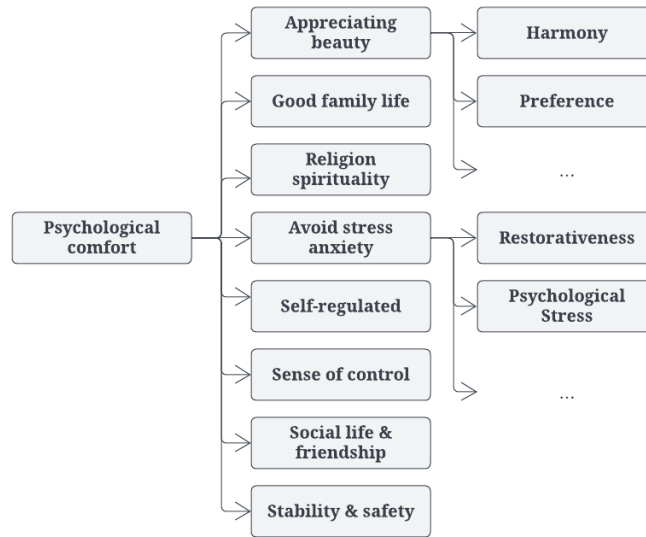 Appreciating
beauty
Harmony
Good family life
Preference
Religion
spirituality
...
Psychological
comfort
Avoid stress
anxiety
Restorativeness
Self-regulated
Psychological
Stress
Sense of control
...
Social life &
friendship
Stability & safety